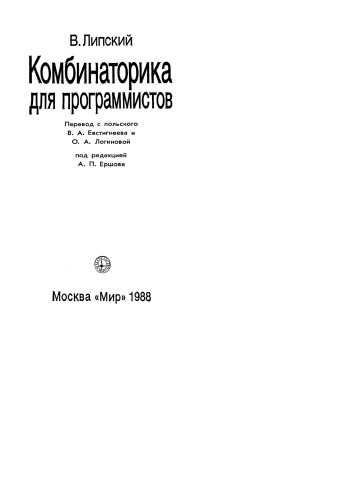 В. Липский
Комбинаторика
для программистов
Перевод с польского
В. А. Евстигнеева и
О. А. Логиновой
под редакцией
А. П. Ершова
Москва «Мир» 1988